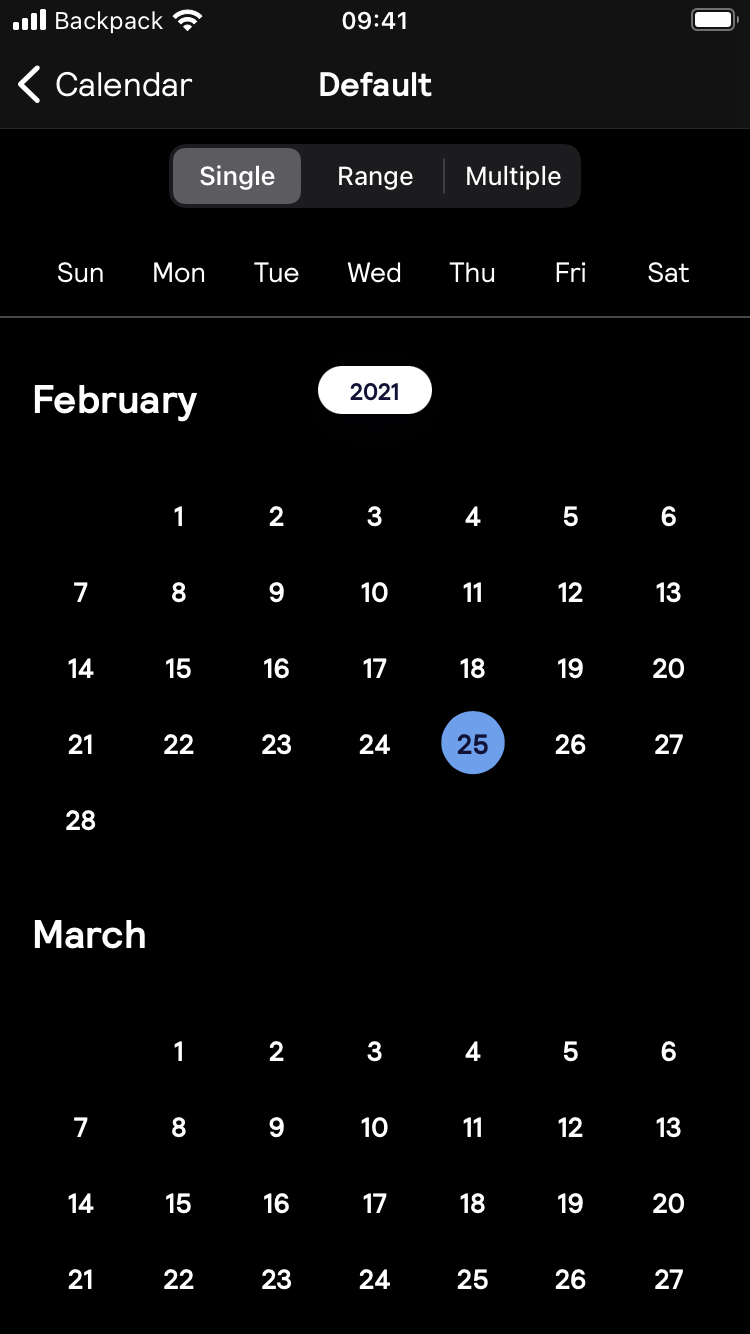 Backpack 09:41
Calendar Default
Single Range Multiple
Sun Mon Tue Wed Thu Fri Sat
February 2021
1 2 3 4 5 6
7 8 9 10 11 12 13
14 15 16 17 18 19 20
21 22 23 24 25 26 27
28
March
1 2 3 4 5 6
7 8 9 10 11 12 13
14 15 16 17 18 19 20
21 22 23 24 25 26 27